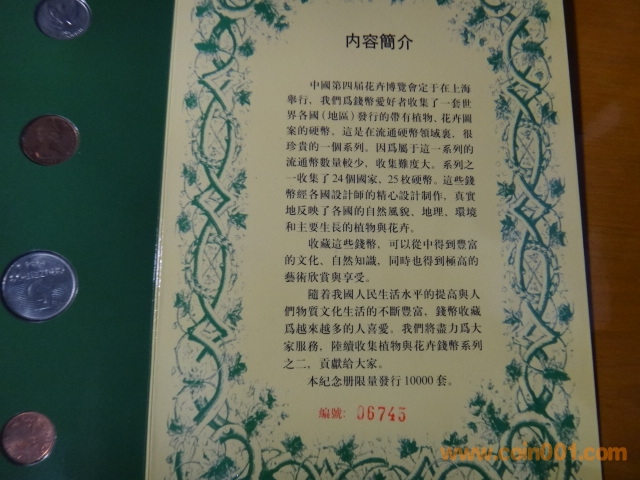 内容簡介
中國第四届花卉博覽會定于在上海
舉行，我們爲錢幣愛好者收集了一套世
界各國（地區）發行的帶有植物、花卉圖
案的硬幣，這是在流通硬幣領域裏，很
珍贵的一個系列。因爲屬于這一系列的
流通幣數量較少，收集難度大。系列之
一收集了24個國家，25枚硬幣。這些錢
幣經各國設計師的精心設計制作，真實
地反映了各國的自然風貌、地理、環境
和主要生長的植物與花卉。
收藏這些錢幣，可以從中得到豐富
的文化、自然知識，同時也得到極高的
藝術欣賞與享受。
隨着我國人民生活水平的提高與人
們物質文化生活的不斷豐富，錢幣收藏
爲越來越多的人喜愛。我們將盡力爲大
家服務，陸續收集植物與花卉錢幣系列
之二，貢獻給大家。
本紀念册限量發行10000套。
編號：06743
www.coin001.com